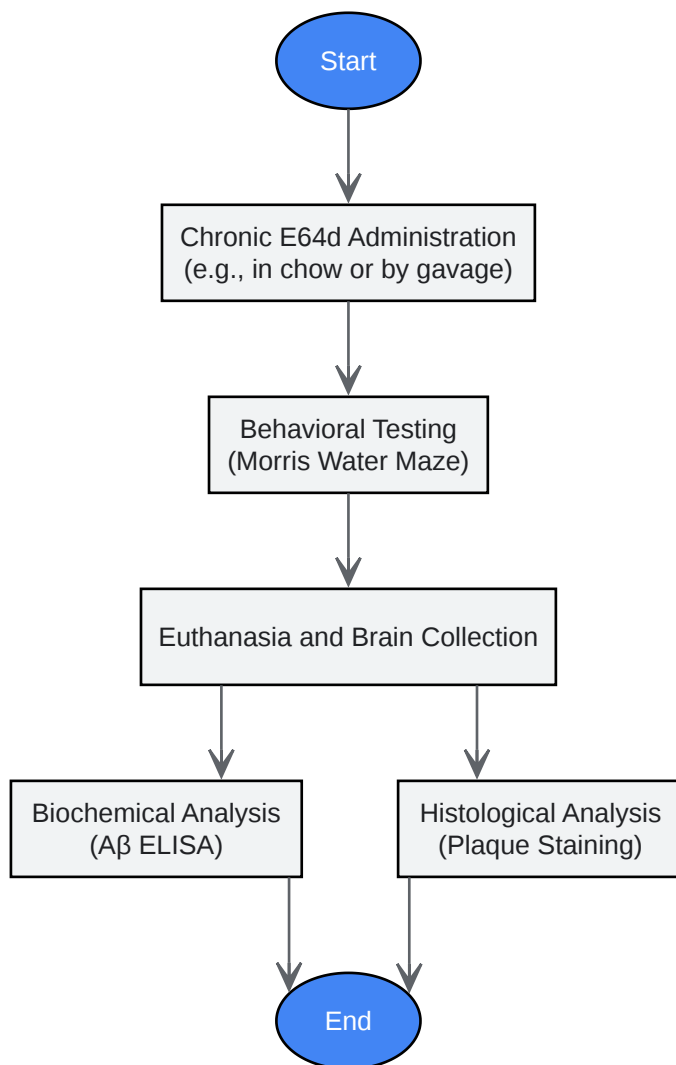 Start
Chronic E64d Administration
(e.g., in chow or by gavage)
Behavioral Testing
(Morris Water Maze)
Euthanasia and Brain Collection
Biochemical Analysis
(Aβ ELISA)
Histological Analysis
(Plaque Staining)
End